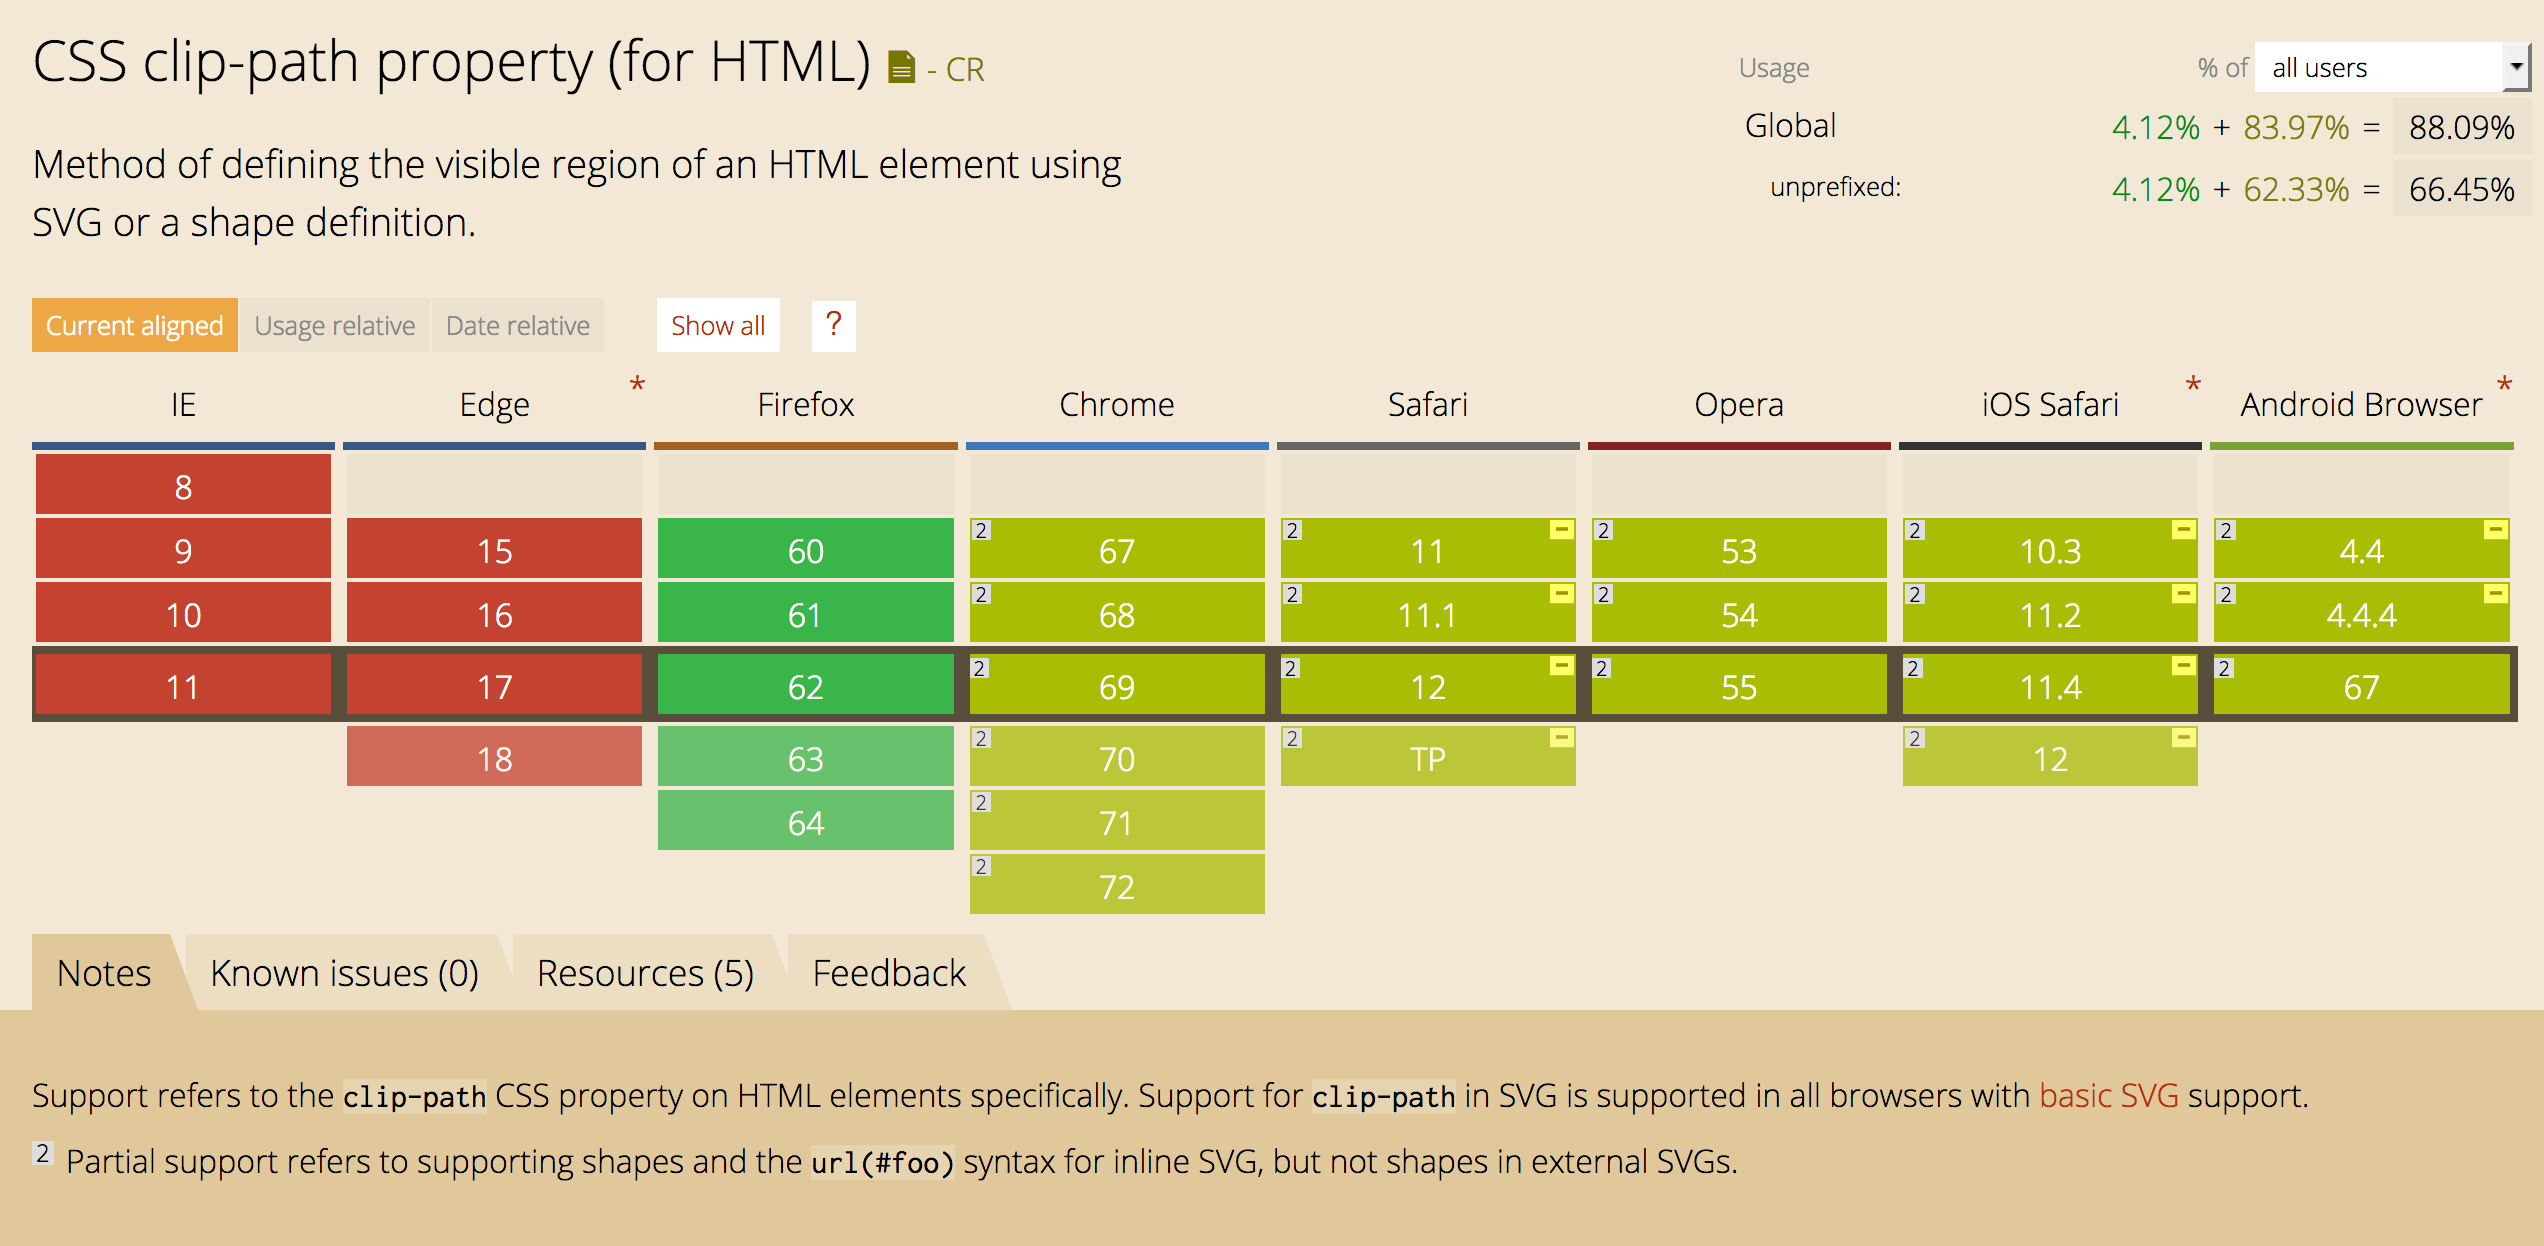 CSS clip-path property (for HTML) - CR
Usage % of all users
Global 4.12% + 83.97% = 88.09%
Method of defining the visible region of an HTML element using
SVG or a shape definition.
unprefixed: 4.12% + 62.33% = 66.45%
Current aligned Usage relative Date relative Show all ?
IE Edge * Firefox Chrome Safari Opera iOS Safari * Android Browser *
8
9 15 60 2 67 2 11 - 2 53 2 10.3 - 2 4.4 -
10 16 61 2 68 2 11.1 - 2 54 2 11.2 - 2 4.4.4 -
11 17 62 2 69 2 12 - 2 55 2 11.4 - 2 67
18 63 2 70 2 TP - 2 12 -
64 2 71
2 72
Notes Known issues (0) Resources (5) Feedback
Support refers to the clip-path CSS property on HTML elements specifically. Support for clip-path in SVG is supported in all browsers with basic SVG support.
2 Partial support refers to supporting shapes and the url(#foo) syntax for inline SVG, but not shapes in external SVGs.